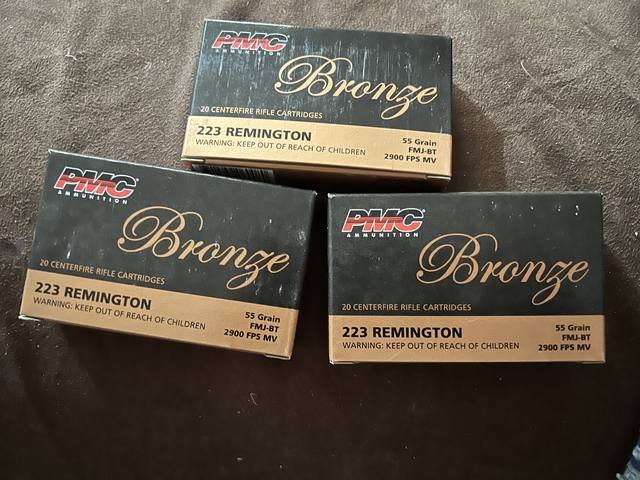 PMC
AMMUNITION
Bronze
20 CENTERFIRE RIFLE CARTRIDGES
223 REMINGTON
WARNING: KEEP OUT OF REACH OF CHILDREN
55 Grain
FMJ-BT
2900 FPS MV
PMC
AMMUNITION
Bronze
20 CENTERFIRE RIFLE CARTRIDGES
223 REMINGTON
WARNING: KEEP OUT OF REACH OF CHILDREN
55 Grain
FMJ-BT
2900 FPS MV
PMC
AMMUNITION
Bronze
20 CENTERFIRE RIFLE CARTRIDGES
223 REMINGTON
WARNING: KEEP OUT OF REACH OF CHILDREN
55 Grain
FMJ-BT
2900 FPS MV